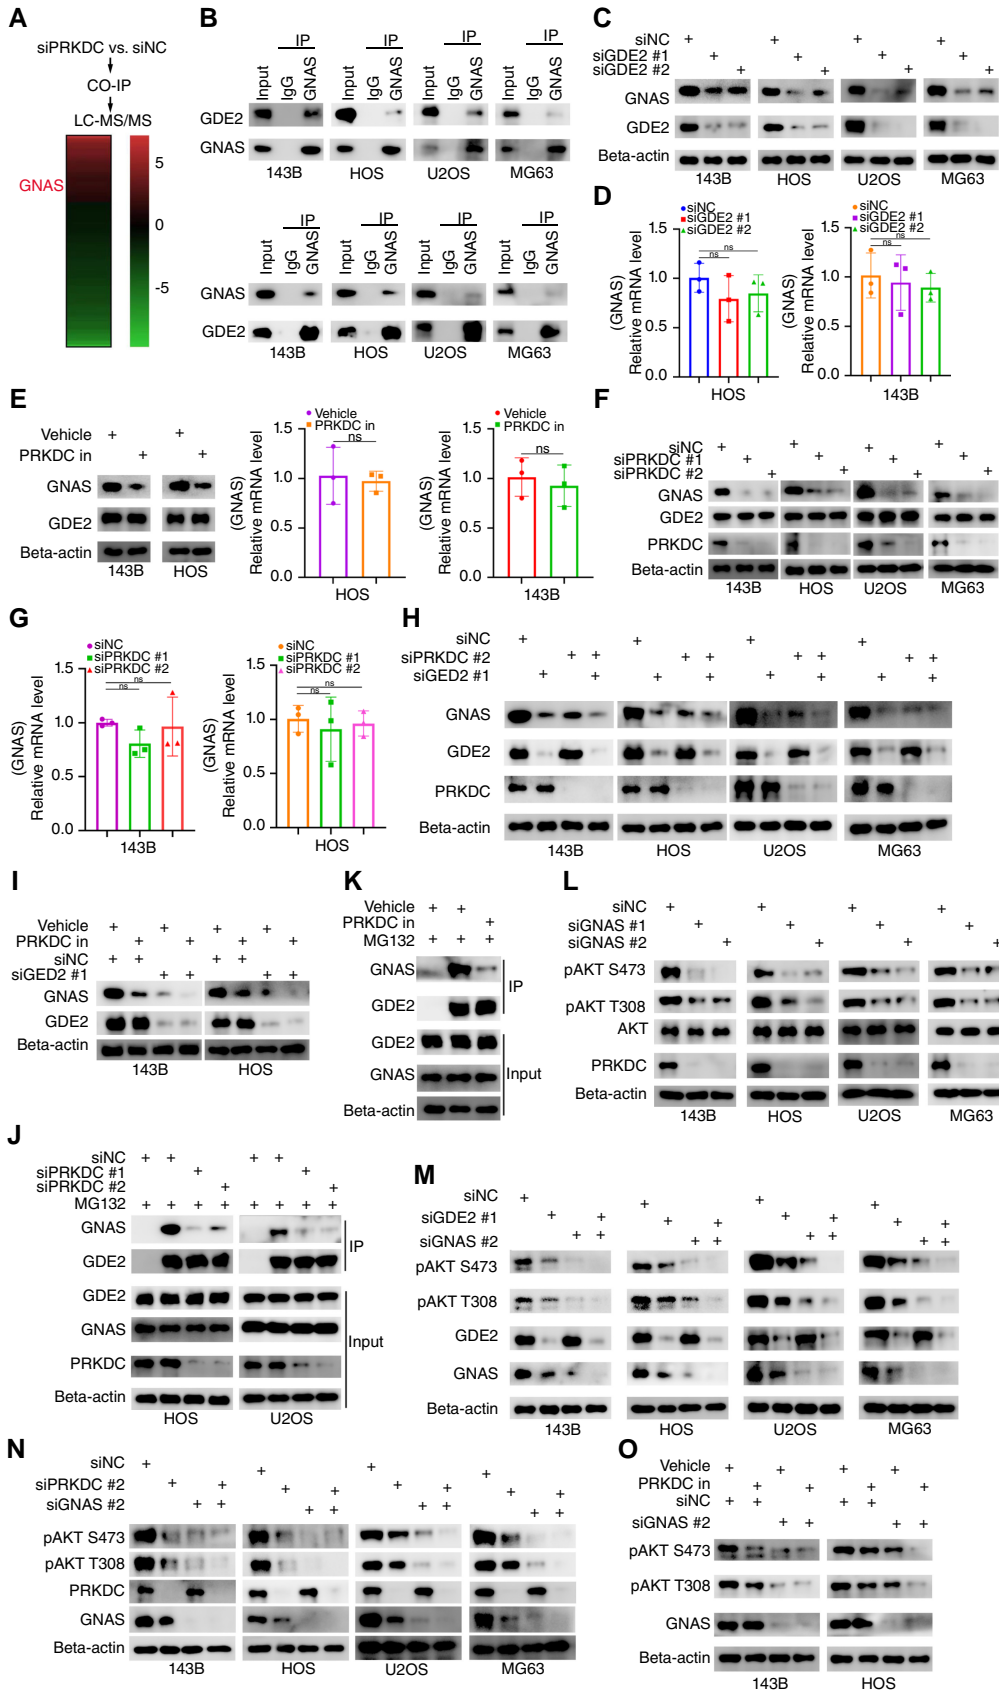 A
siPRKDC vs. siNC
CO-IP
LC-MS/MS
GNAS
5
0
-5
B
IP IP IP IP
Input IgG GNAS Input IgG GNAS Input IgG GNAS Input IgG GNAS
GDE2
GNAS
143B HOS U2OS MG63
IP IP IP IP
Input IgG GNAS Input IgG GNAS Input IgG GNAS Input IgG GNAS
GNAS
GDE2
143B HOS U2OS MG63
C
siNC + + + +
siGDE2 #1 + + + +
siGDE2 #2 + + + +
GNAS
GDE2
Beta-actin
143B HOS U2OS MG63
D
siNC
siGDE2 #1
siGDE2 #2
ns
ns
(GNAS)
Relative mRNA level
1.5
1.0
0.5
0.0
HOS
siNC
siGDE2 #1
siGDE2 #2
ns
ns
(GNAS)
Relative mRNA level
1.5
1.0
0.5
0.0
143B
E
Vehicle + +
PRKDC in + +
GNAS
GDE2
Beta-actin
143B HOS
Vehicle
PRKDC in
ns
(GNAS)
Relative mRNA level
1.5
1.0
0.5
0.0
HOS
Vehicle
PRKDC in
ns
(GNAS)
Relative mRNA level
1.5
1.0
0.5
0.0
143B
F
siNC + + + +
siPRKDC #1 + + + +
siPRKDC #2 + + + +
GNAS
GDE2
PRKDC
Beta-actin
143B HOS U2OS MG63
G
siNC
siPRKDC #1
siPRKDC #2
ns
ns
(GNAS)
Relative mRNA level
1.5
1.0
0.5
0.0
143B
siNC
siPRKDC #1
siPRKDC #2
ns
ns
(GNAS)
Relative mRNA level
1.5
1.0
0.5
0.0
HOS
H
siNC + + + +
siPRKDC #2 + + + + + + + +
siGED2 #1 + + + + + + + +
GNAS
GDE2
PRKDC
Beta-actin
143B HOS U2OS MG63
I
Vehicle + + + +
PRKDC in + + + +
siNC + + + +
siGED2 #1 + + + +
GNAS
GDE2
Beta-actin
143B HOS
K
Vehicle + +
PRKDC in +
MG132 + + +
GNAS
GDE2
IP
GDE2
GNAS
Beta-actin
Input
L
siNC + + + +
siGNAS #1 + + + +
siGNAS #2 + + + +
pAKT S473
pAKT T308
AKT
PRKDC
Beta-actin
143B HOS U2OS MG63
J
siNC + + + +
siPRKDC #1 + +
siPRKDC #2 + +
MG132 + + + + + + + +
GNAS
GDE2
IP
GDE2
GNAS
PRKDC
Beta-actin
Input
HOS U2OS
M
siNC + + + +
siGDE2 #1 + + + + + + + +
siGNAS #2 + + + + + + + +
pAKT S473
pAKT T308
GDE2
GNAS
Beta-actin
143B HOS U2OS MG63
N
siNC + + + +
siPRKDC #2 + + + + + + + +
siGNAS #2 + + + + + + + +
pAKT S473
pAKT T308
PRKDC
GNAS
Beta-actin
143B HOS U2OS MG63
O
Vehicle + + + +
PRKDC in + + + +
siNC + + + +
siGNAS #2 + + + +
pAKT S473
pAKT T308
GNAS
Beta-actin
143B HOS